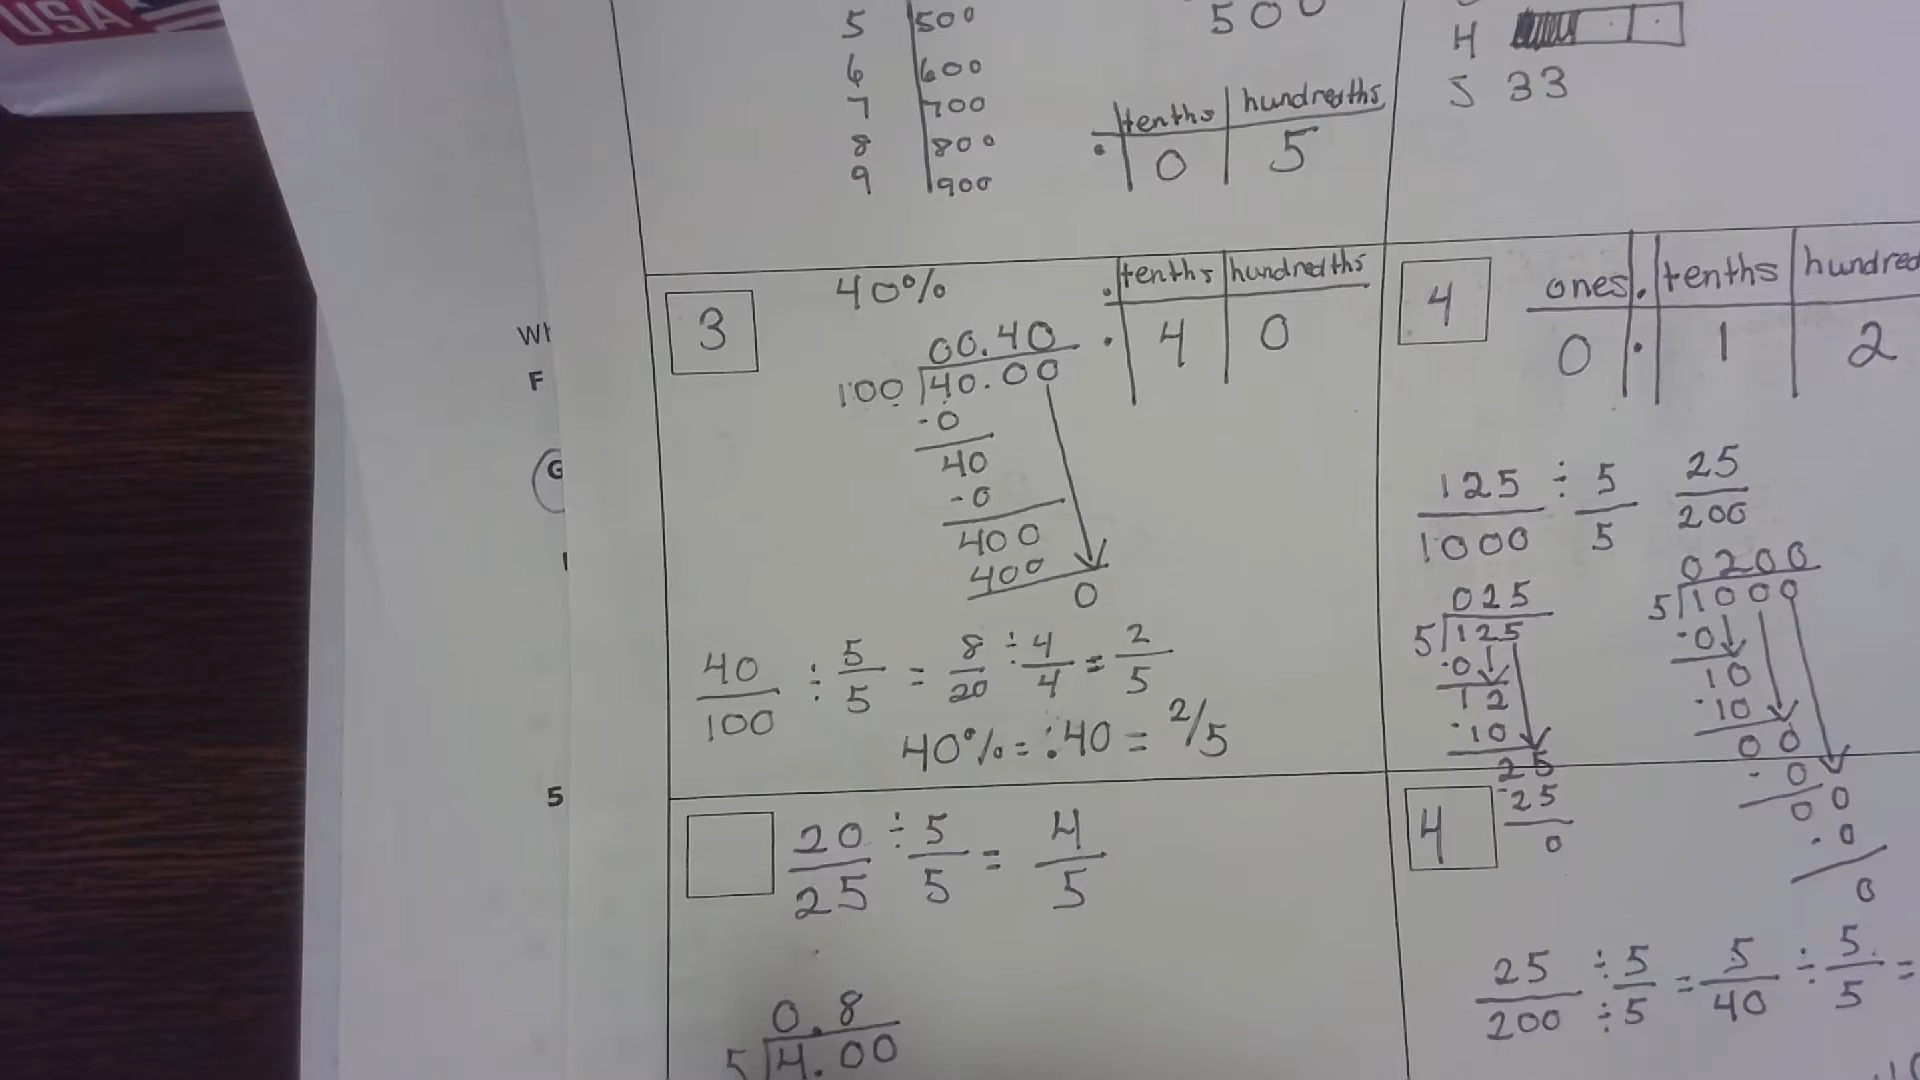 USA
5 500
6 600
7 700
8 800
9 900
500
tenths hundredths
. 0 5
4
5 33
Wh
F
G
5
3
40%
. tenths hundredths
. 4 0
00.40
100 40.00
-0
40
-0
400
400
0
40/100 ÷ 5/5 = 8/20 ÷ 4/4 = 2/5
40% = .40 = 2/5
4
ones . tenths hundred
0 . 1 2
125/1000 ÷ 5/5 25/200
025
5 125
-0
12
-10
25
-25
0
0200
5 1000
-0
10
-10
00
-0
00
-0
0
20/25 ÷ 5/5 = 4/5
0.8
5 4.00
4
25/200 ÷ 5/÷ 5 = 5/40 ÷ 5/5 =